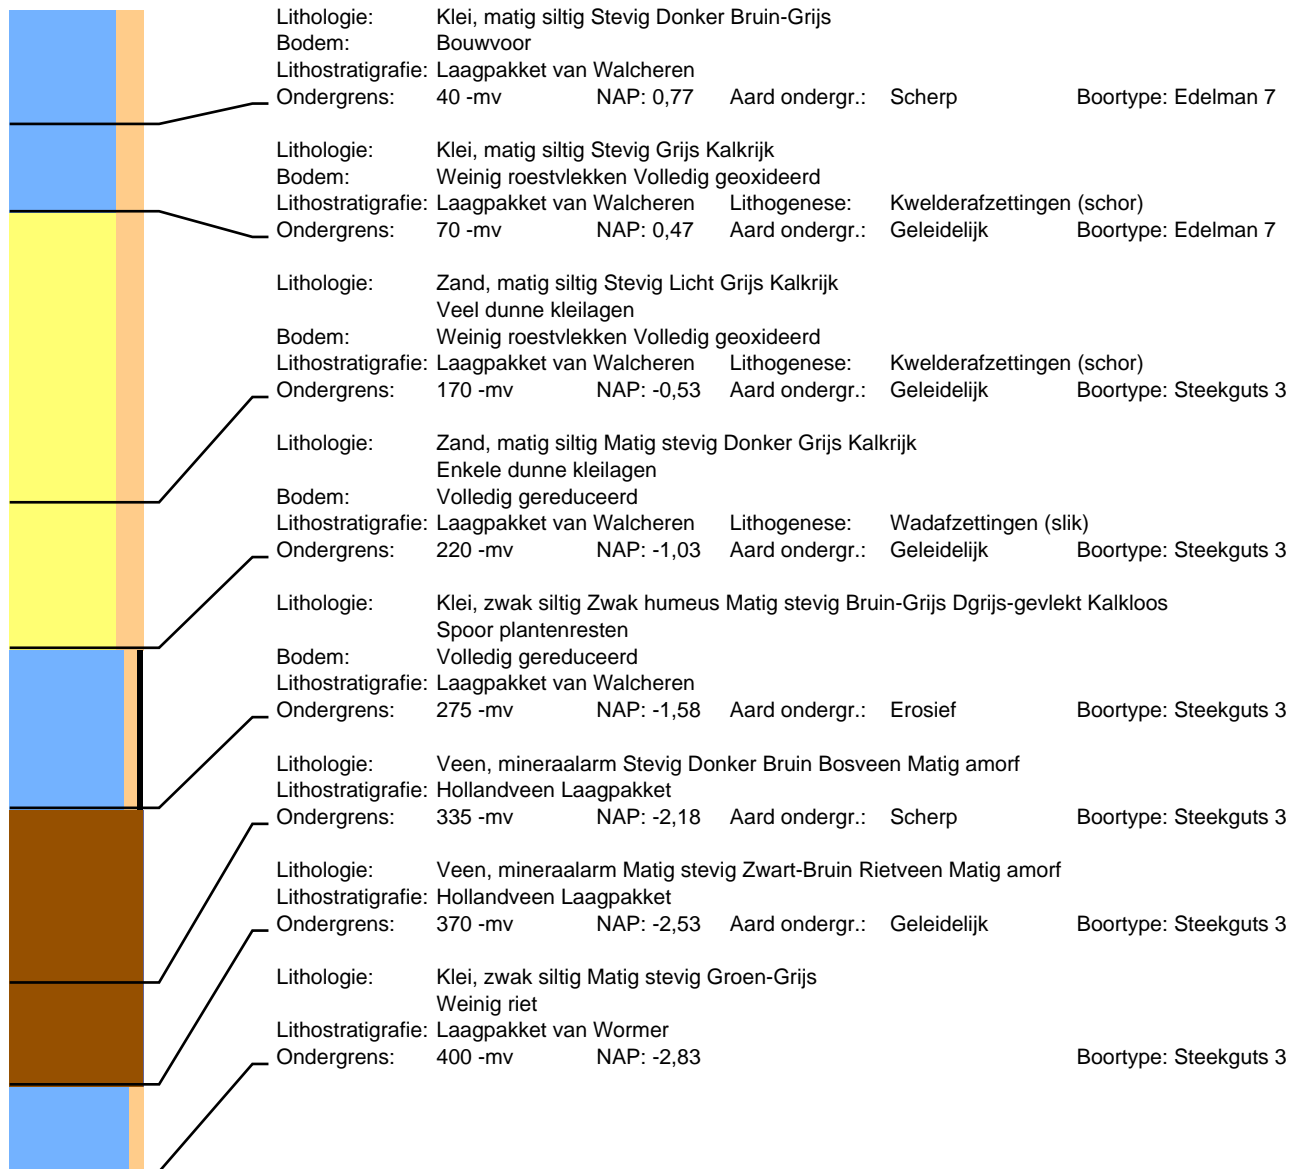 Lithologie: Klei, matig siltig Stevig Donker Bruin-Grijs
Bodem: Bouwvoor
Lithostratigrafie: Laagpakket van Walcheren
Ondergrens: 40 -mv NAP: 0,77 Aard ondergr.: Scherp Boortype: Edelman 7
Lithologie: Klei, matig siltig Stevig Grijs Kalkrijk
Bodem: Weinig roestvlekken Volledig geoxideerd
Lithostratigrafie: Laagpakket van Walcheren Lithogenese: Kwelderafzettingen (schor)
Ondergrens: 70 -mv NAP: 0,47 Aard ondergr.: Geleidelijk Boortype: Edelman 7
Lithologie: Zand, matig siltig Stevig Licht Grijs Kalkrijk
Veel dunne kleilagen
Bodem: Weinig roestvlekken Volledig geoxideerd
Lithostratigrafie: Laagpakket van Walcheren Lithogenese: Kwelderafzettingen (schor)
Ondergrens: 170 -mv NAP: -0,53 Aard ondergr.: Geleidelijk Boortype: Steekguts 3
Lithologie: Zand, matig siltig Matig stevig Donker Grijs Kalkrijk
Enkele dunne kleilagen
Bodem: Volledig gereduceerd
Lithostratigrafie: Laagpakket van Walcheren Lithogenese: Wadafzettingen (slik)
Ondergrens: 220 -mv NAP: -1,03 Aard ondergr.: Geleidelijk Boortype: Steekguts 3
Lithologie: Klei, zwak siltig Zwak humeus Matig stevig Bruin-Grijs Dgrijs-gevlekt Kalkloos
Spoor plantenresten
Bodem: Volledig gereduceerd
Lithostratigrafie: Laagpakket van Walcheren
Ondergrens: 275 -mv NAP: -1,58 Aard ondergr.: Erosief Boortype: Steekguts 3
Lithologie: Veen, mineraalarm Stevig Donker Bruin Bosveen Matig amorf
Lithostratigrafie: Hollandveen Laagpakket
Ondergrens: 335 -mv NAP: -2,18 Aard ondergr.: Scherp Boortype: Steekguts 3
Lithologie: Veen, mineraalarm Matig stevig Zwart-Bruin Rietveen Matig amorf
Lithostratigrafie: Hollandveen Laagpakket
Ondergrens: 370 -mv NAP: -2,53 Aard ondergr.: Geleidelijk Boortype: Steekguts 3
Lithologie: Klei, zwak siltig Matig stevig Groen-Grijs
Weinig riet
Lithostratigrafie: Laagpakket van Wormer
Ondergrens: 400 -mv NAP: -2,83 Boortype: Steekguts 3